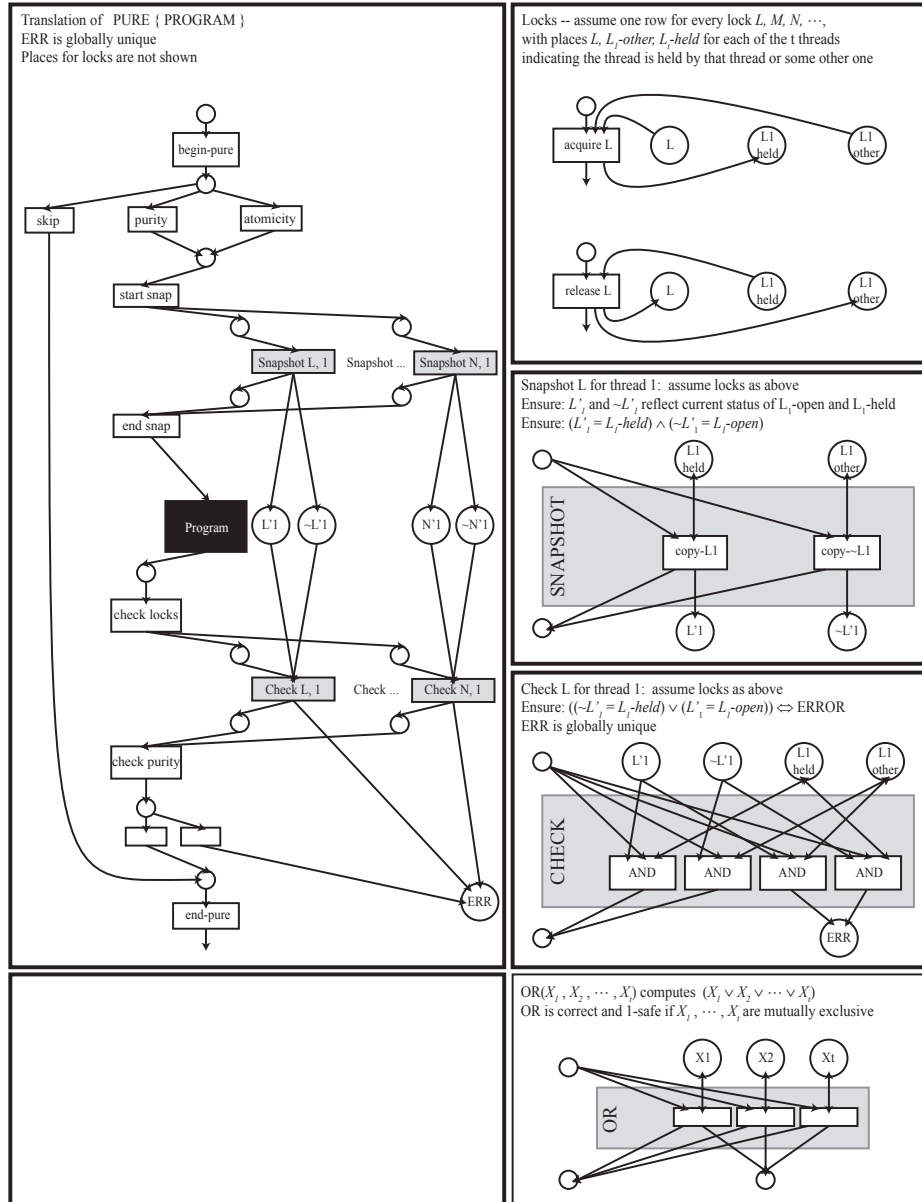 Translation of PURE { PROGRAM }
ERR is globally unique
Places for locks are not shown
begin-pure
skip
purity
atomicity
start snap
Snapshot L, 1
Snapshot ...
Snapshot N, 1
end snap
Program
L'1
~L'1
N'1
~N'1
check locks
Check L, 1
Check ...
Check N, 1
check purity
ERR
end-pure
Locks -- assume one row for every lock L, M, N, ⋯,
with places L, L₁-other, Lₜ-held for each of the t threads
indicating the thread is held by that thread or some other one
acquire L
L
L1
held
L1
other
release L
L
L1
held
L1
other
Snapshot L for thread 1: assume locks as above
Ensure: L'₁ and ~L'₁ reflect current status of L₁-open and L₁-held
Ensure: (L'₁ = L₁-held) ∧ (~L'₁ = L₁-open)
L1
held
L1
other
SNAPSHOT
copy-L1
copy-~L1
L'1
~L'1
Check L for thread 1: assume locks as above
Ensure: ((~L'₁ = L₁-held) ∨ (L'₁ = L₁-open)) ⇔ ERROR
ERR is globally unique
L'1
~L'1
L1
held
L1
other
CHECK
AND
AND
AND
AND
ERR
OR(X₁ , X₂ , ⋯ , Xₜ) computes (X₁ ∨ X₂ ∨ ⋯ ∨ Xₜ)
OR is correct and 1-safe if X₁ , ⋯ , Xₜ are mutually exclusive
X1
X2
Xt
OR